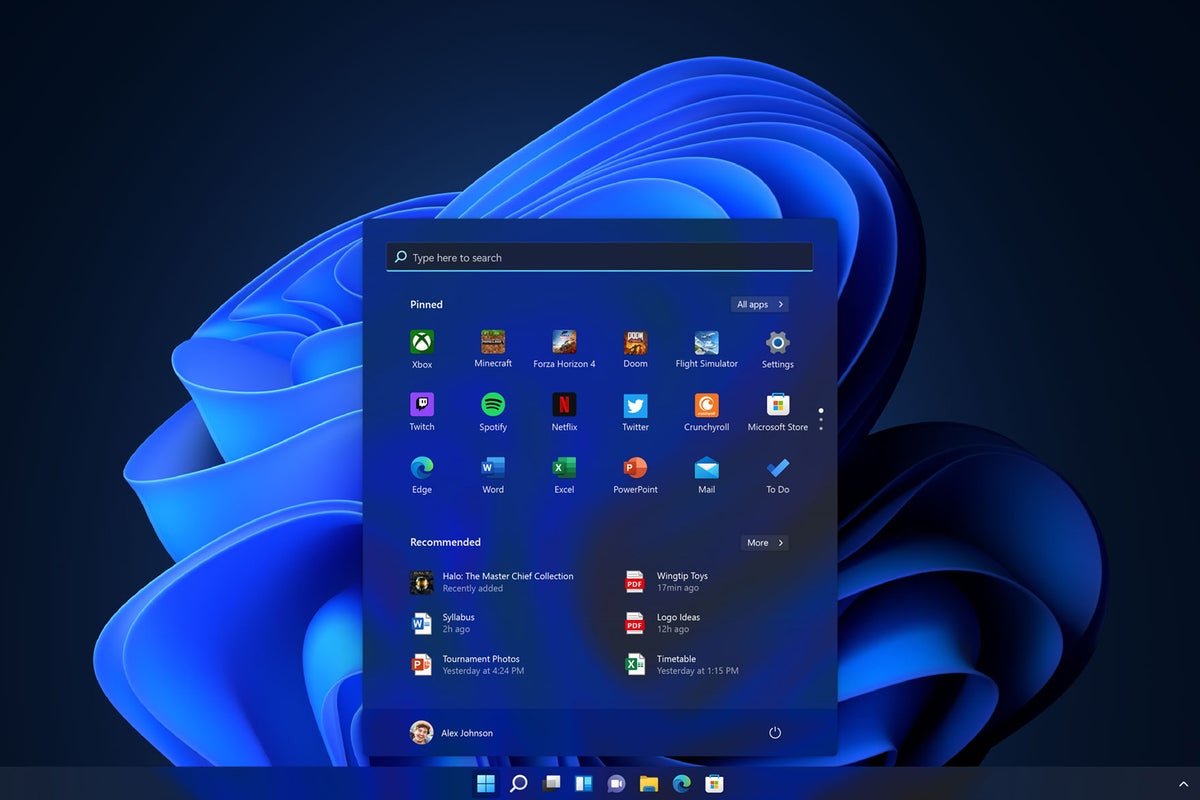 Type here to search
Pinned
All apps
Xbox
Minecraft
Forza Horizon 4
Doom
Flight Simulator
Settings
Twitch
Spotify
Netflix
Twitter
Crunchyroll
Microsoft Store
Edge
Word
Excel
PowerPoint
Mail
To Do
Recommended
More
Halo: The Master Chief Collection
Recently added
Wingtip Toys
17min ago
Syllabus
2h ago
Logo Ideas
12h ago
Tournament Photos
Yesterday at 4:24 PM
Timetable
Yesterday at 1:15 PM
PDF
PDF
Alex Johnson